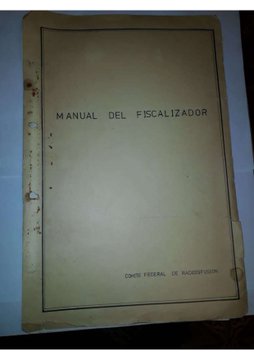 MANUAL DEL FISCALIZADOR
COMITE FEDERAL DE RADIODIFUSION